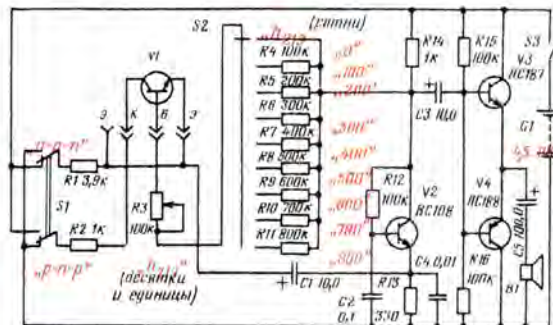 S2
(сотни)
R14
1к
R15
100к
S3
V3
AC187
V1
R4 100к
„0"
R5 200к
„100"
R6 300к
„200"
R7 400к
„300"
R8 500к
„400"
R9 600к
„500"
R10 700к
„600"
R11 800к
„700"
„800"
C3 10,0
G1
4,5
Э К Б Э
„n-p-n"
R1 3,9к
S1
R2 1к
R3
100к
„p-n-p"
(десятки
и единицы)
C1 10,0
R12
100к
V2
BC108
V4
AC188
C4 0,01
C5 100,0
C2
0,1
R13
330
R16
100к
B1